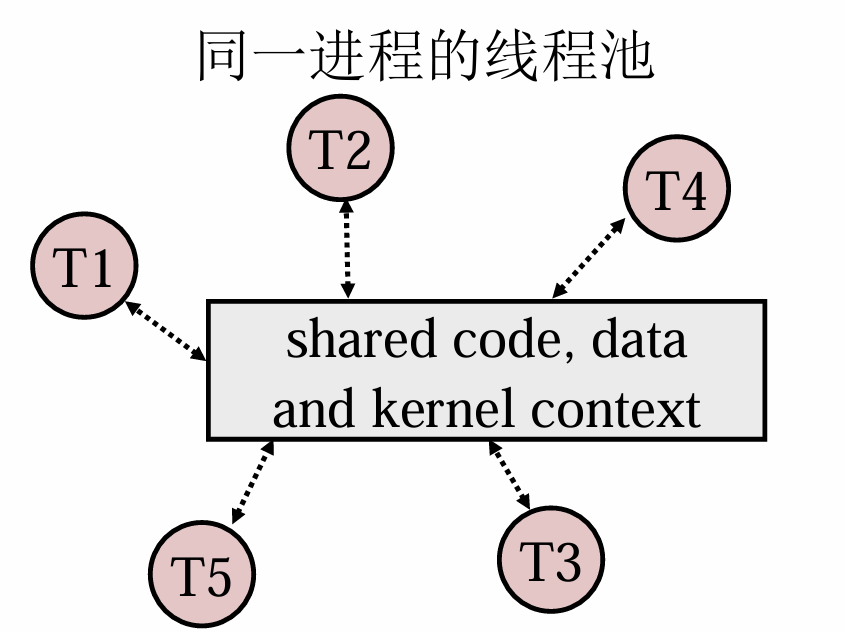 同一进程的线程池
T2
T4
T1
shared code, data
and kernel context
T5
T3